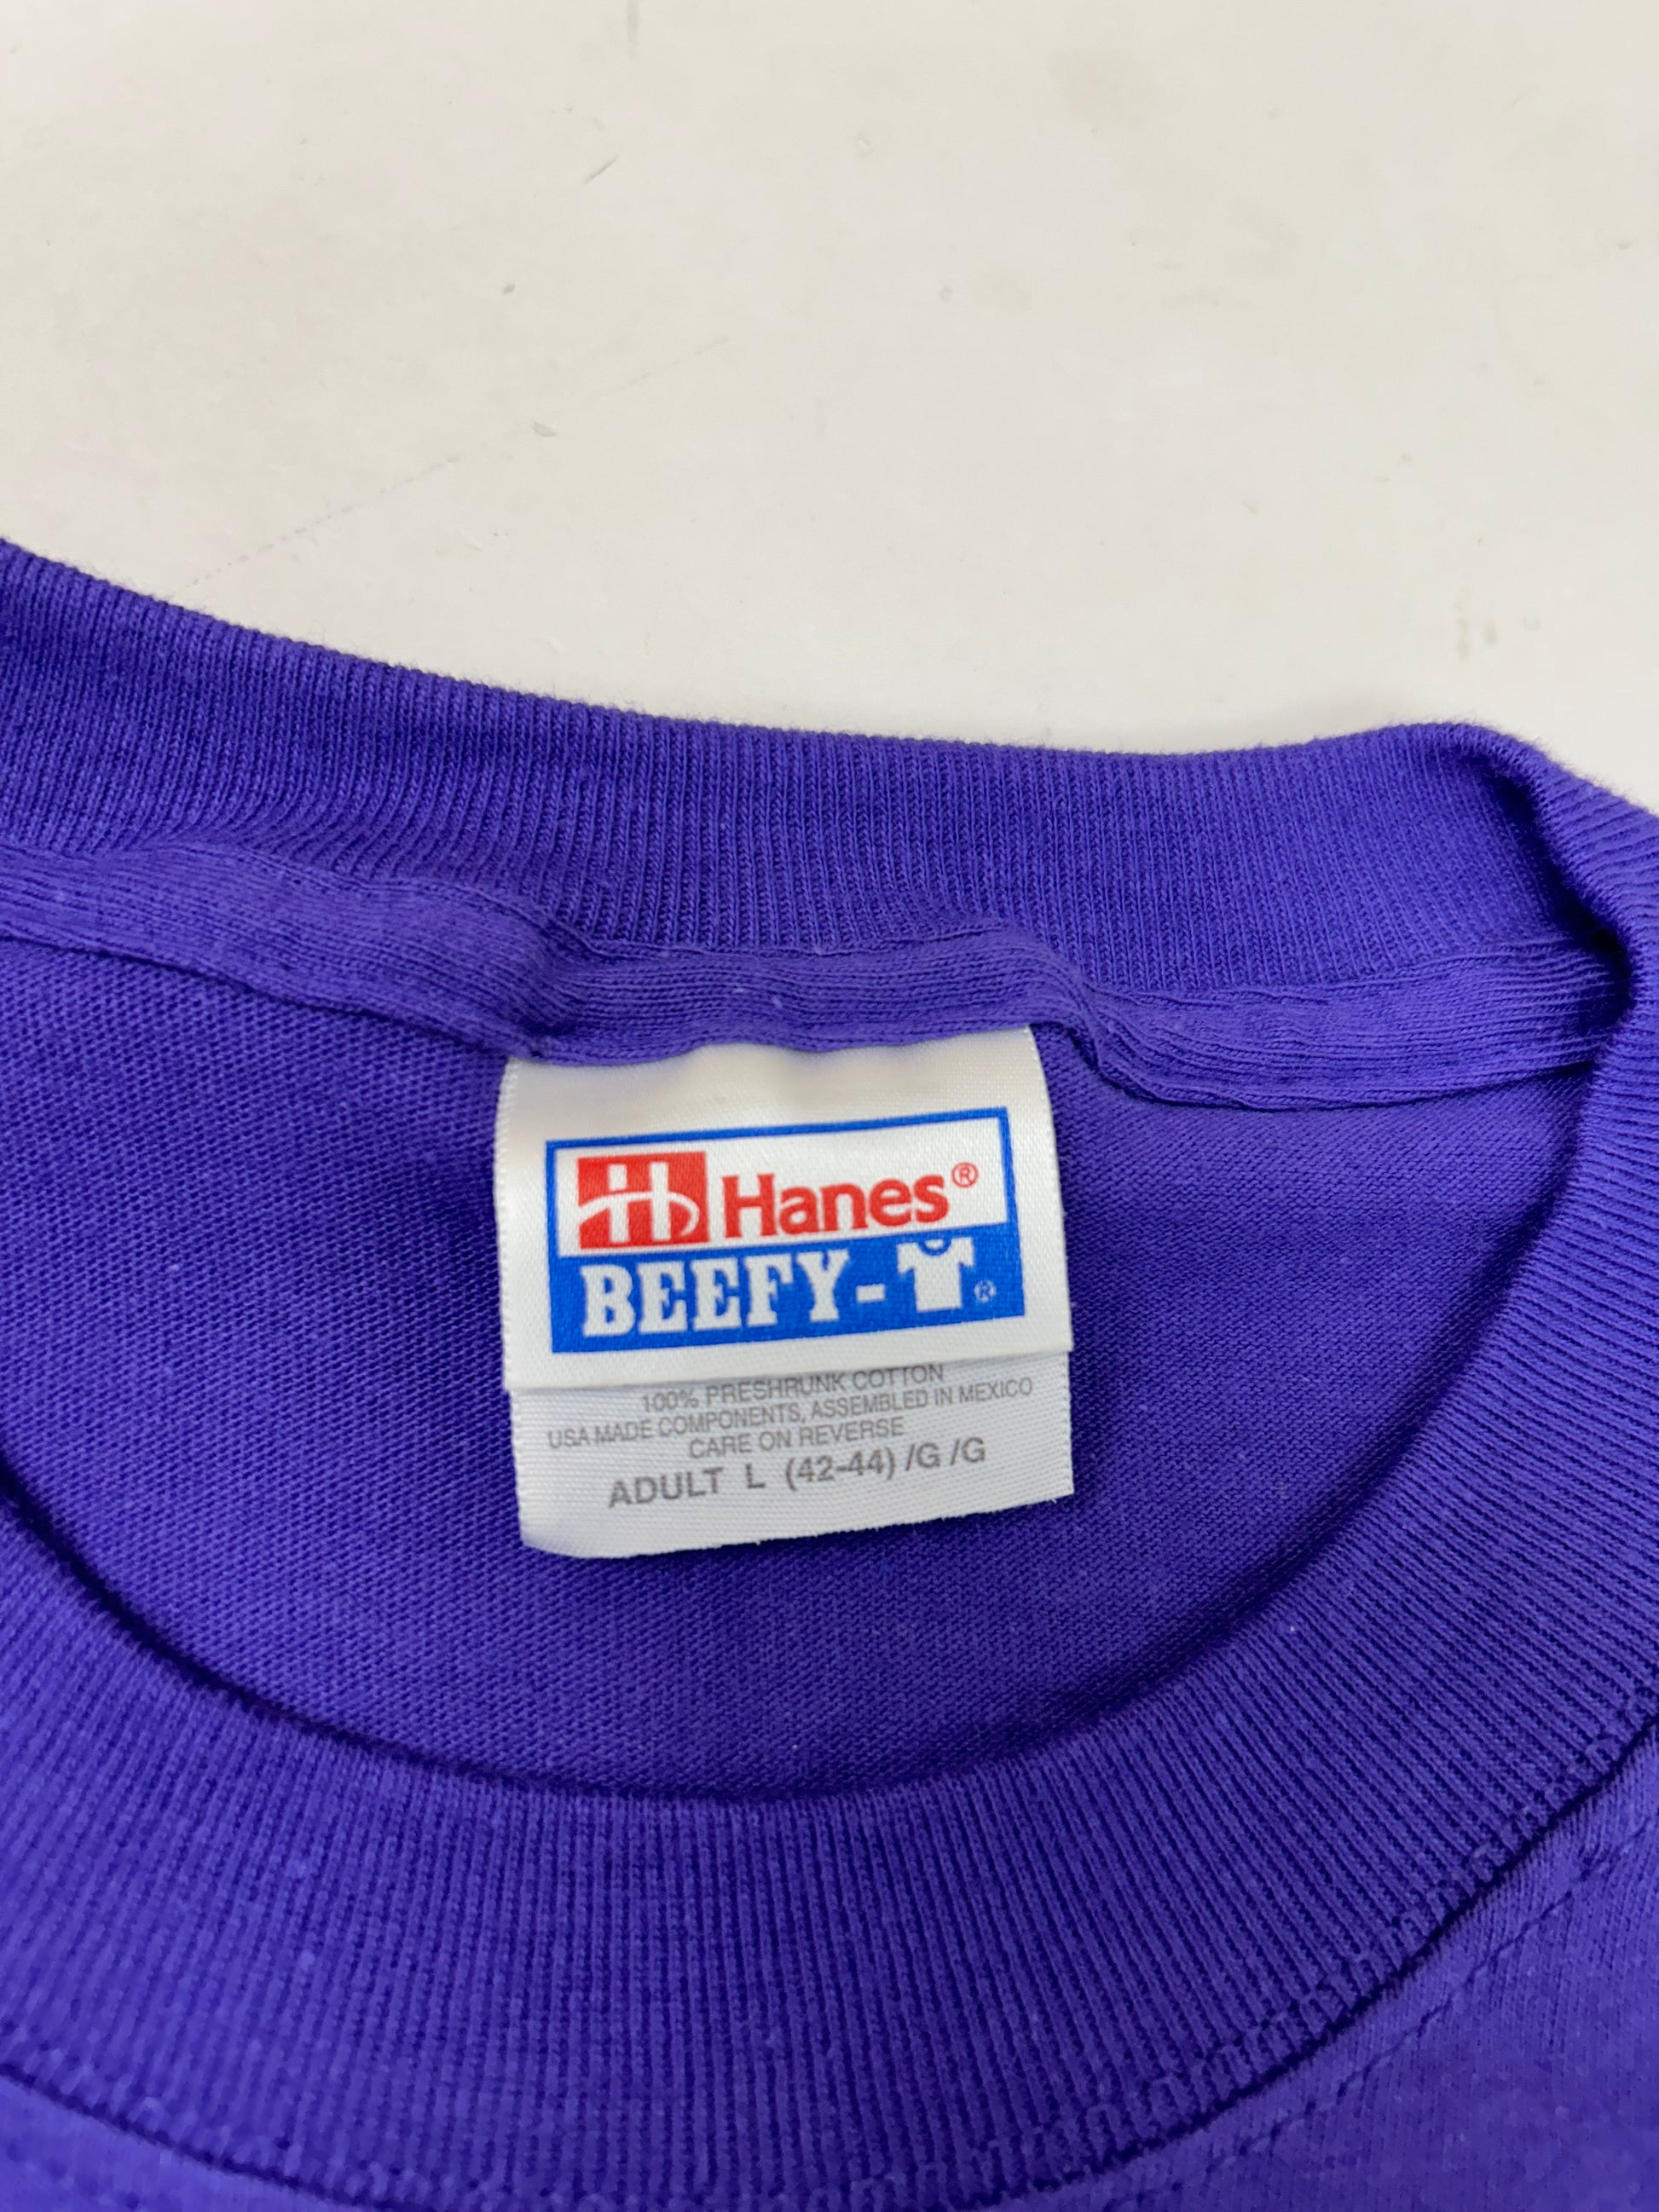 Hanes®
BEEFY-T®
100% PRESHRUNK COTTON
USA MADE COMPONENTS, ASSEMBLED IN MEXICO
CARE ON REVERSE
ADULT L (42-44) /G /G